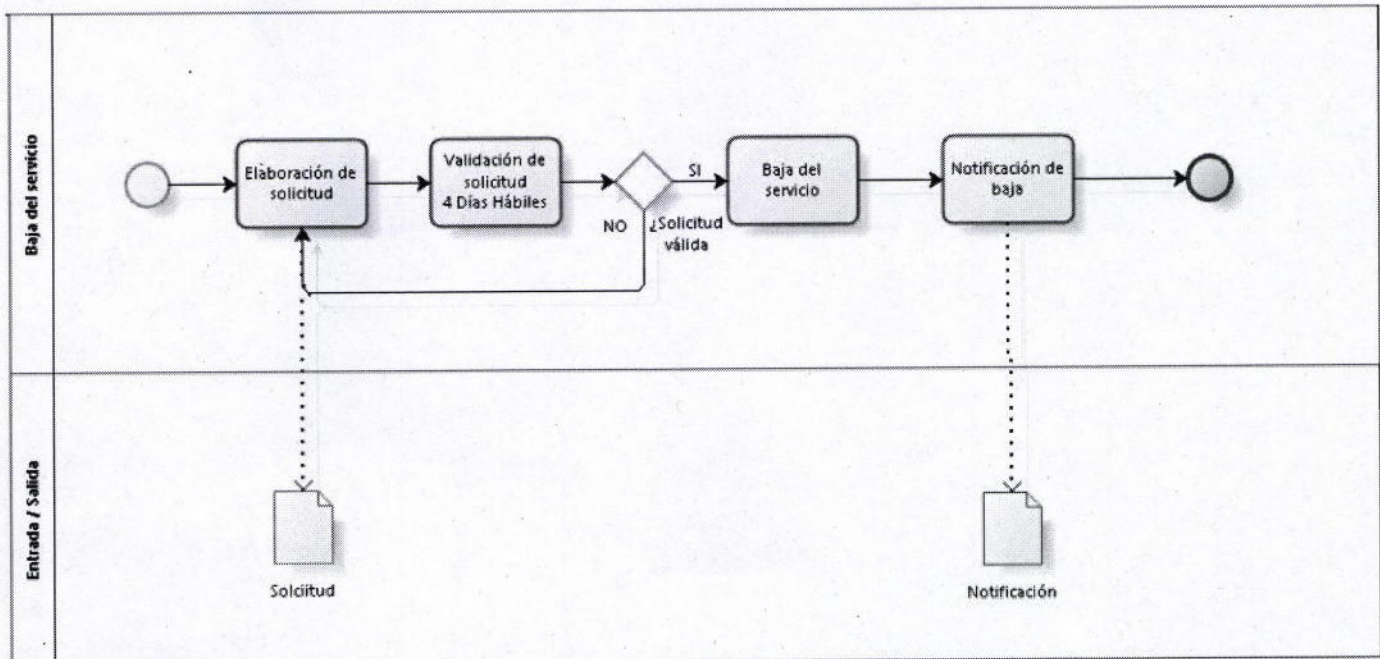 Baja del servicio
Elaboración de
solicitud
Validación de
solicitud
4 Días Hábiles
SI
NO
¿Solicitud
válida
Baja del
servicio
Notificación de
baja
Entrada / Salida
Solciitud
Notificación